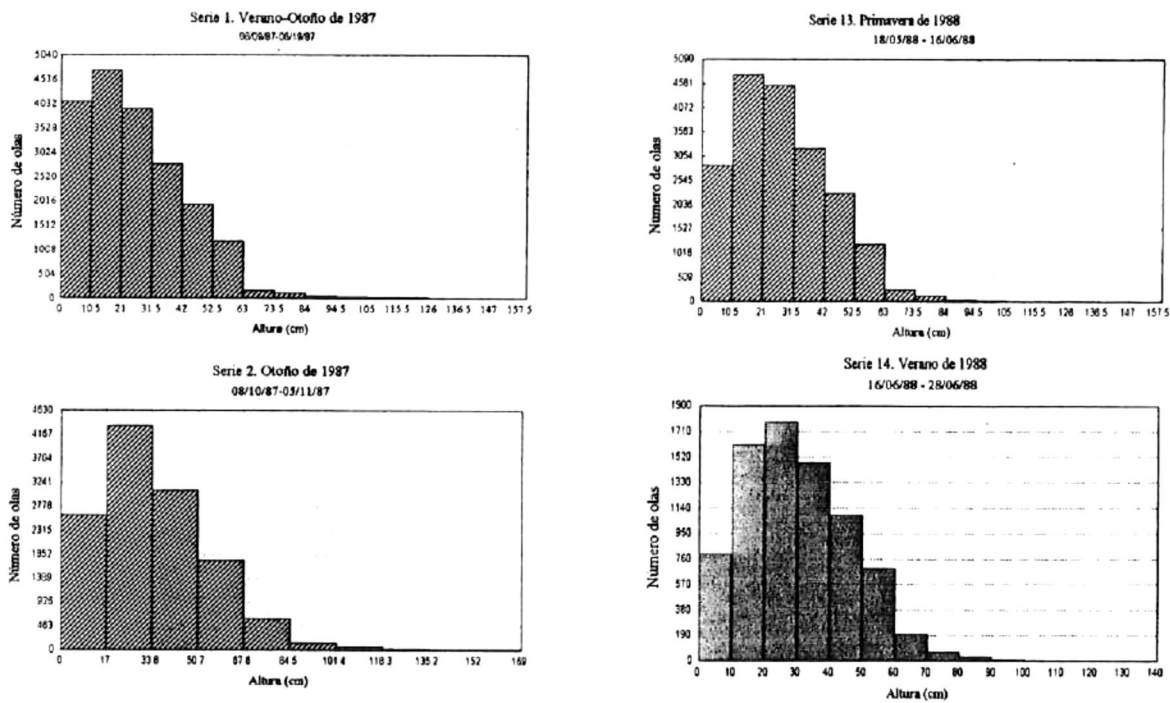 Serie 1. Verano-Otoño de 1987
5040
4516
4032
3528
3024
2520
2016
1512
1008
504
0
Número de olas
0 10.5 21 31.5 42 52.5 63 73.5 84 94.5 105 115.5 126 136.5 147 157.5
Altura (cm)
Serie 13. Primavera de 1988
18/05/88 - 16/06/88
5090
4581
4072
3563
3054
2545
2036
1527
1018
509
0
Numero de olas
0 10.5 21 31.5 42 52.5 63 73.5 84 94.5 105 115.5 126 136.5 147 157.5
Altura (cm)
Serie 2. Otoño de 1987
08/10/87-05/11/87
4630
4167
3704
3241
2778
2315
1852
1389
926
463
0
Número de olas
0 17 33.8 50.7 67.6 84.5 101.4 118.3 135.2 152 169
Altura (cm)
Serie 14. Verano de 1988
16/06/88 - 28/06/88
1900
1710
1520
1330
1140
950
760
570
380
190
0
Numero de olas
0 10 20 30 40 50 60 70 80 90 100 110 120 130 140
Altura (cm)